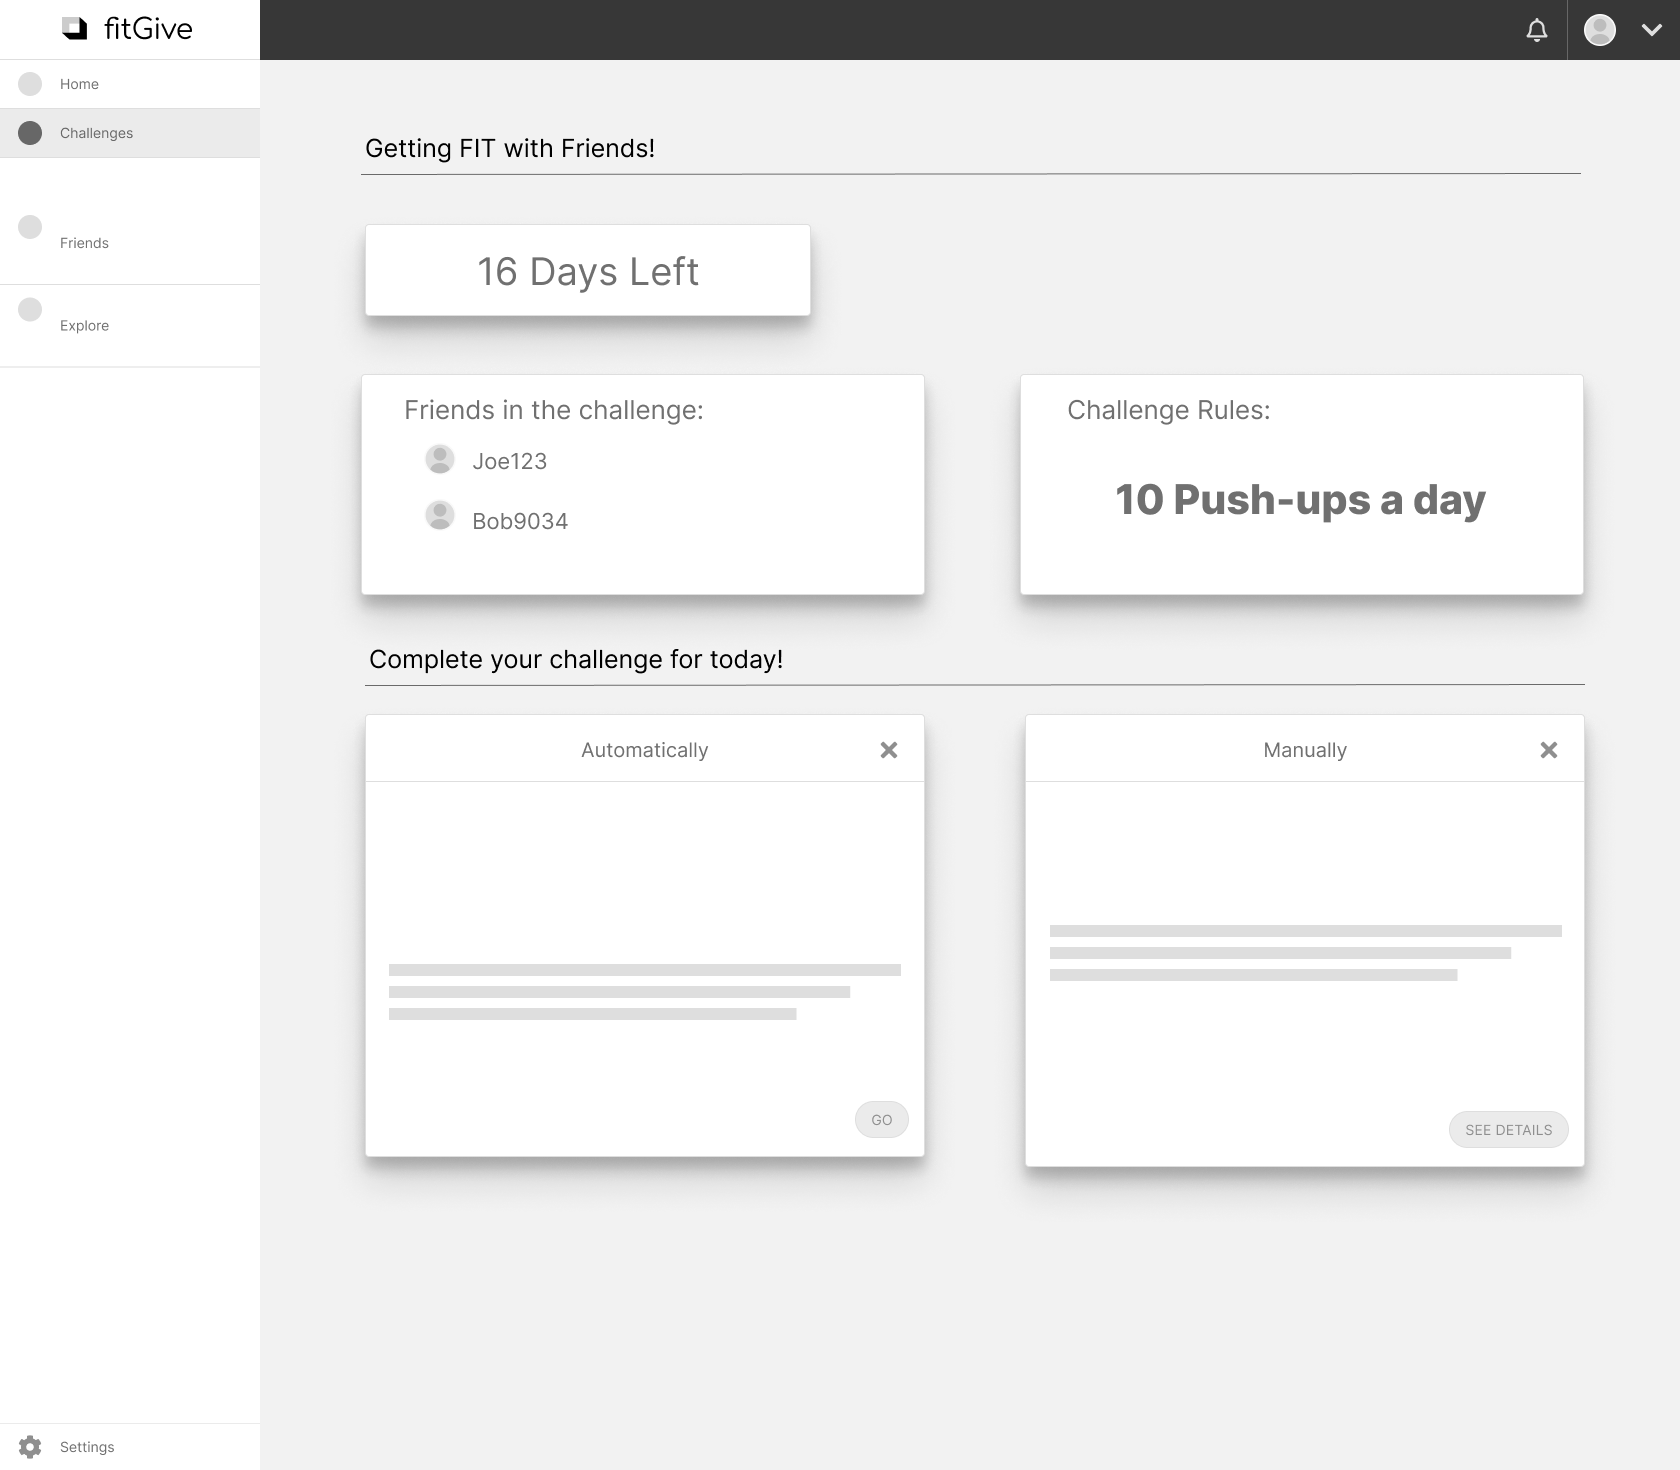 fitGive
Home
Challenges
Friends
Explore
Settings
Getting FIT with Friends!
16 Days Left
Friends in the challenge:
Joe123
Bob9034
Challenge Rules:
10 Push-ups a day
Complete your challenge for today!
Automatically
GO
Manually
SEE DETAILS